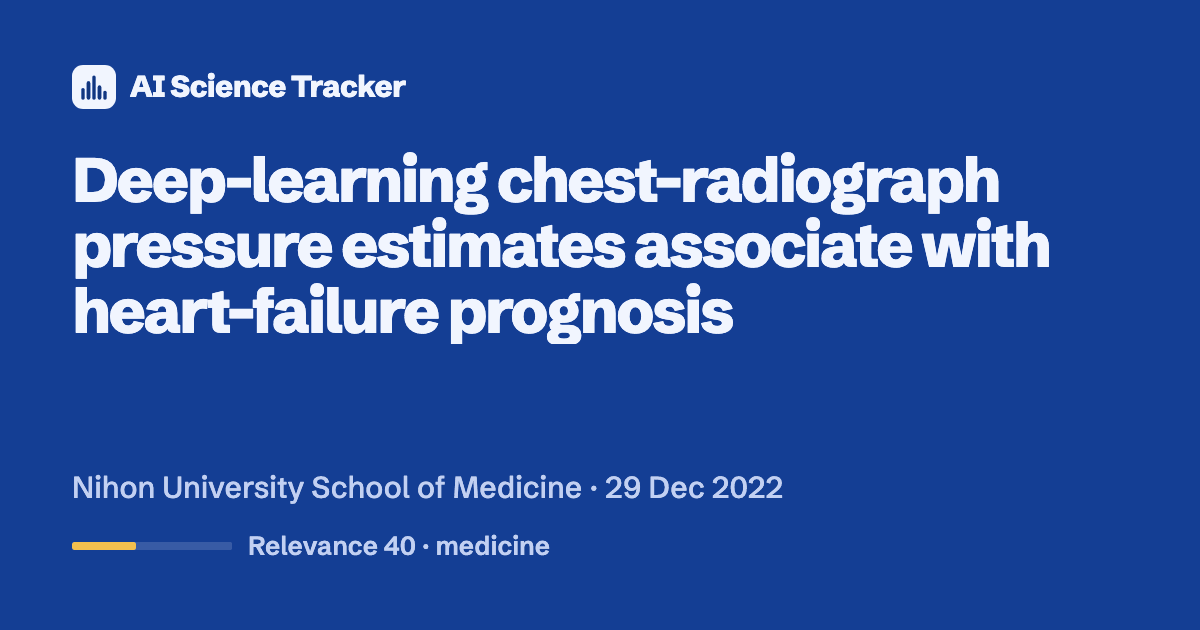 AI Science Tracker
Deep-learning chest-radiograph
pressure estimates associate with
heart-failure prognosis
Nihon University School of Medicine · 29 Dec 2022
Relevance 40 · medicine